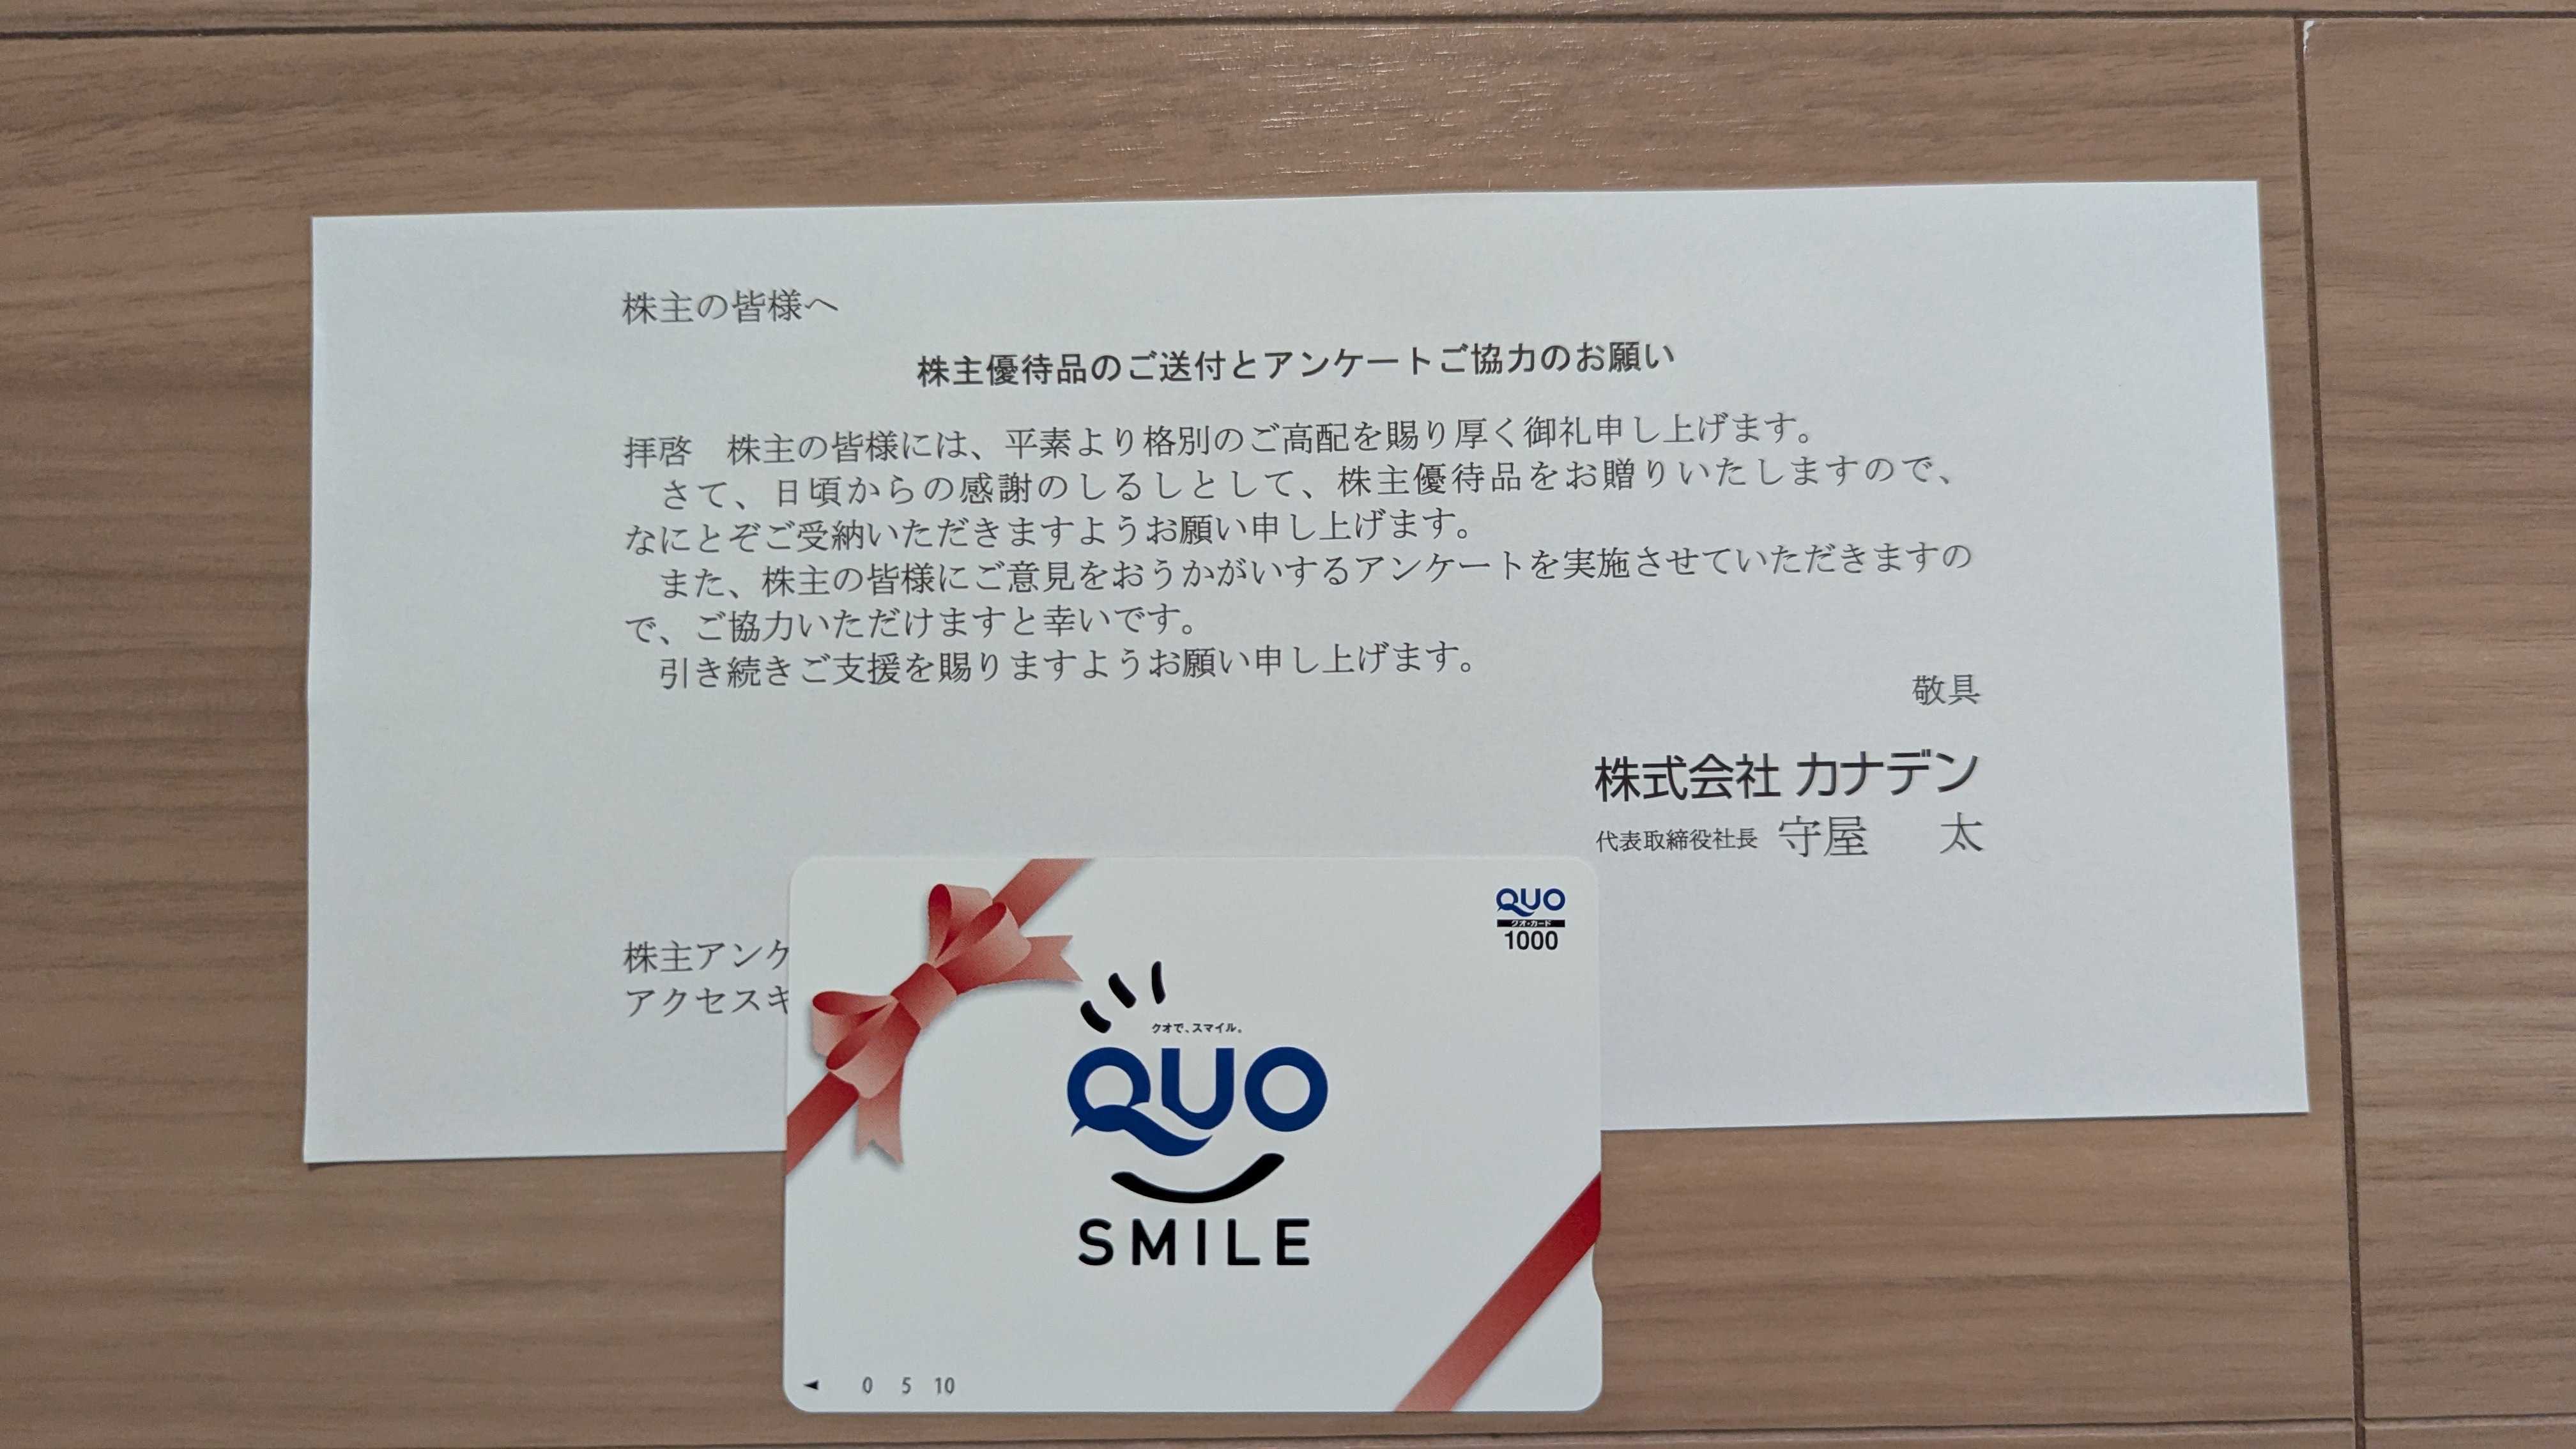 株主の皆様へ
株主優待品のご送付とアンケートご協力のお願い
拝啓　株主の皆様には、平素より格別のご高配を賜り厚く御礼申し上げます。
さて、日頃からの感謝のしるしとして、株主優待品をお贈りいたしますので、
なにとぞご受納いただきますようお願い申し上げます。
また、株主の皆様にご意見をおうかがいするアンケートを実施させていただきますの
で、ご協力いただけますと幸いです。
引き続きご支援を賜りますようお願い申し上げます。
敬具
株式会社 カナデン
代表取締役社長 守屋　太
株主アンケ
アクセスキ
QUO
クオ・カード
1000
クオで、スマイル。
QUO
SMILE
◀ 0 5 10